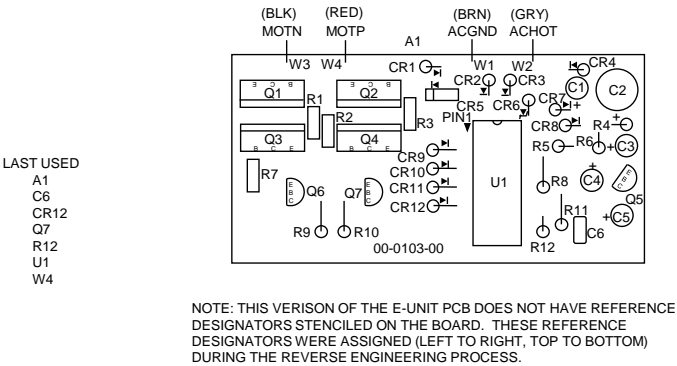 (BLK) (RED) (BRN) (GRY)
MOTN MOTP ACGND ACHOT
A1
W3 W4 W1 W2 CR4
CR1 CR2 CR3
E C B E C B
Q1 Q2 C1 C2
CR5 CR6 CR7 +
R1 R2 R3 PIN1 CR8 R4 +
Q3 Q4 R5 R6 + C3
B C E B C E
CR9
R7 CR10 U1 R8 + C4 E B C
E B C Q6 Q7 E B C CR11 Q5
CR12 R11 + C5
R9 R10 R12 C6
00-0103-00
LAST USED
A1
C6
CR12
Q7
R12
U1
W4
NOTE: THIS VERISON OF THE E-UNIT PCB DOES NOT HAVE REFERENCE
DESIGNATORS STENCILED ON THE BOARD. THESE REFERENCE
DESIGNATORS WERE ASSIGNED (LEFT TO RIGHT, TOP TO BOTTOM)
DURING THE REVERSE ENGINEERING PROCESS.